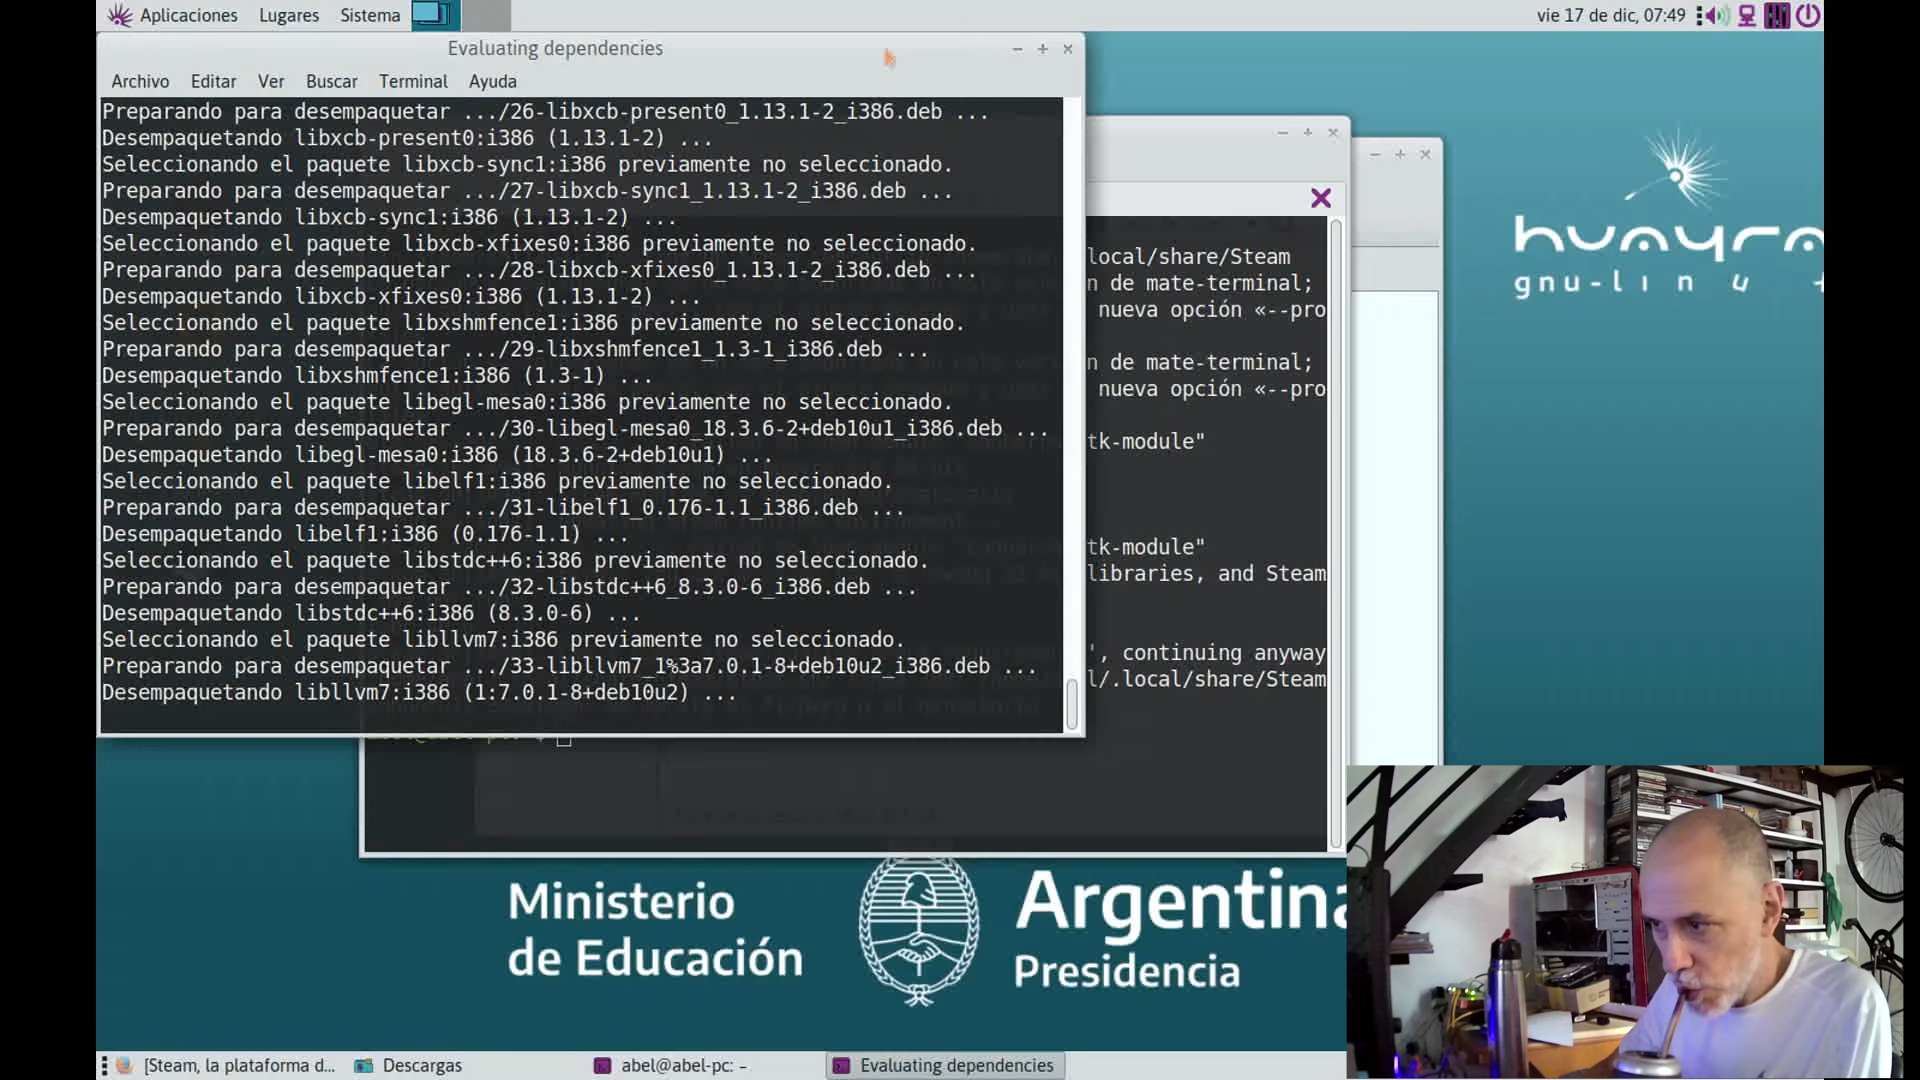 Aplicaciones Lugares Sistema
vie 17 de dic, 07:49
Evaluating dependencies
Archivo Editar Ver Buscar Terminal Ayuda
Preparando para desempaquetar .../26-libxcb-present0_1.13.1-2_i386.deb ...
Desempaquetando libxcb-present0:i386 (1.13.1-2) ...
Seleccionando el paquete libxcb-sync1:i386 previamente no seleccionado.
Preparando para desempaquetar .../27-libxcb-sync1_1.13.1-2_i386.deb ...
Desempaquetando libxcb-sync1:i386 (1.13.1-2) ...
Seleccionando el paquete libxcb-xfixes0:i386 previamente no seleccionado.
Preparando para desempaquetar .../28-libxcb-xfixes0_1.13.1-2_i386.deb ...
Desempaquetando libxcb-xfixes0:i386 (1.13.1-2) ...
Seleccionando el paquete libxshmfence1:i386 previamente no seleccionado.
Preparando para desempaquetar .../29-libxshmfence1_1.3-1_i386.deb ...
Desempaquetando libxshmfence1:i386 (1.3-1) ...
Seleccionando el paquete libegl-mesa0:i386 previamente no seleccionado.
Preparando para desempaquetar .../30-libegl-mesa0_18.3.6-2+deb10u1_i386.deb ...
Desempaquetando libegl-mesa0:i386 (18.3.6-2+deb10u1) ...
Seleccionando el paquete libelf1:i386 previamente no seleccionado.
Preparando para desempaquetar .../31-libelf1_0.176-1.1_i386.deb ...
Desempaquetando libelf1:i386 (0.176-1.1) ...
Seleccionando el paquete libstdc++6:i386 previamente no seleccionado.
Preparando para desempaquetar .../32-libstdc++6_8.3.0-6_i386.deb ...
Desempaquetando libstdc++6:i386 (8.3.0-6) ...
Seleccionando el paquete libllvm7:i386 previamente no seleccionado.
Preparando para desempaquetar .../33-libllvm7_1%3a7.0.1-8+deb10u2_i386.deb ...
Desempaquetando libllvm7:i386 (1:7.0.1-8+deb10u2) ...
local/share/Steam
n de mate-terminal;
nueva opción «--pro
n de mate-terminal;
nueva opción «--pro
tk-module"
tk-module"
libraries, and Steam
', continuing anyway
l/.local/share/Steam
huayra
gnu-linu
Ministerio
de Educación
Argentina
Presidencia
[Steam, la plataforma d... Descargas abel@abel-pc: ~ Evaluating dependencies